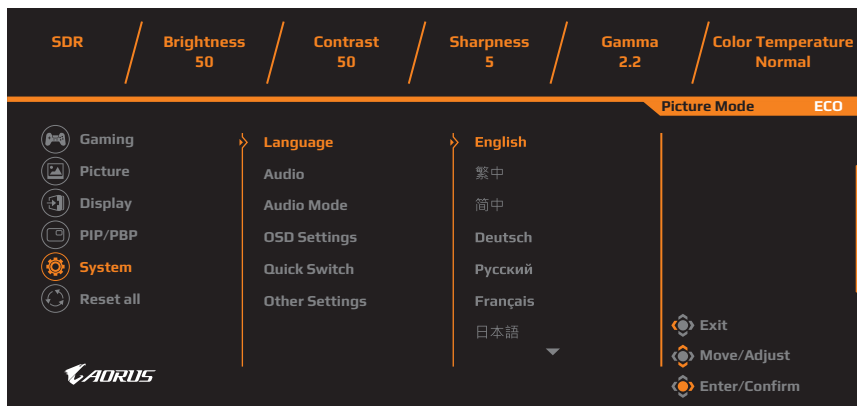 SDR
Brightness
50
Contrast
50
Sharpness
5
Gamma
2.2
Color Temperature
Normal
Picture Mode ECO
Gaming
Picture
Display
PIP/PBP
System
Reset all
Language
Audio
Audio Mode
OSD Settings
Quick Switch
Other Settings
English
繁中
简中
Deutsch
Русский
Français
日本語
Exit
Move/Adjust
Enter/Confirm
AORUS